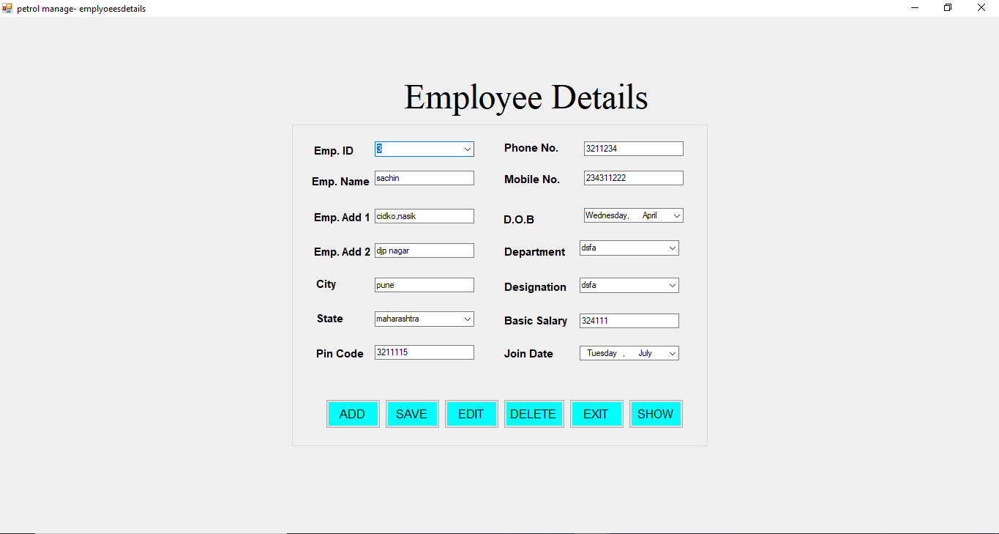 petrol manage- emplyoeesdetails
Employee Details
Emp. ID 3 Phone No. 3211234
Emp. Name sachin Mobile No. 234311222
Emp. Add 1 cidko,nasik D.O.B Wednesday, April
Emp. Add 2 djp nagar Department dsfa
City pune Designation dsfa
State maharashtra Basic Salary 324111
Pin Code 3211115 Join Date Tuesday , July
ADD SAVE EDIT DELETE EXIT SHOW